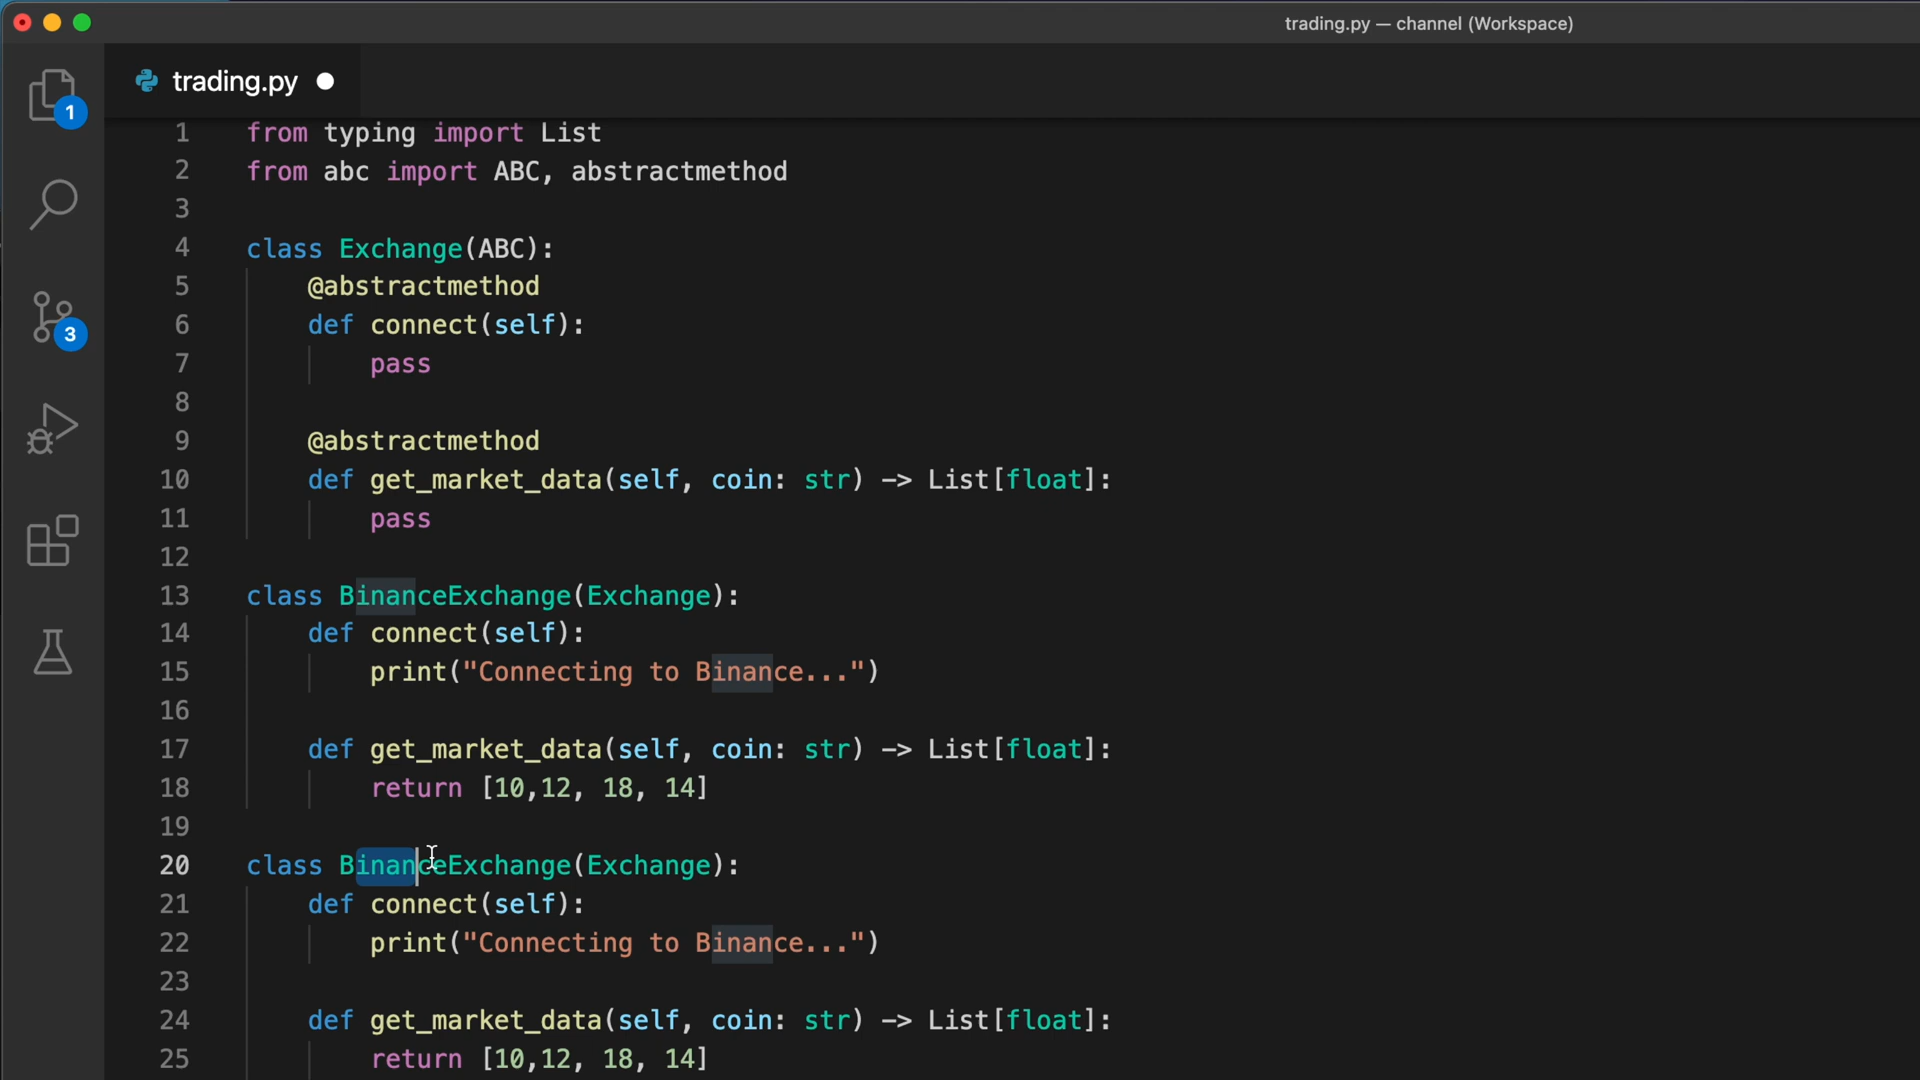 trading.py — channel (Workspace)
trading.py
1
3
1 from typing import List
2 from abc import ABC, abstractmethod
3
4 class Exchange(ABC):
5 @abstractmethod
6 def connect(self):
7 pass
8
9 @abstractmethod
10 def get_market_data(self, coin: str) -> List[float]:
11 pass
12
13 class BinanceExchange(Exchange):
14 def connect(self):
15 print("Connecting to Binance...")
16
17 def get_market_data(self, coin: str) -> List[float]:
18 return [10,12, 18, 14]
19
20 class BinanceExchange(Exchange):
21 def connect(self):
22 print("Connecting to Binance...")
23
24 def get_market_data(self, coin: str) -> List[float]:
25 return [10,12, 18, 14]